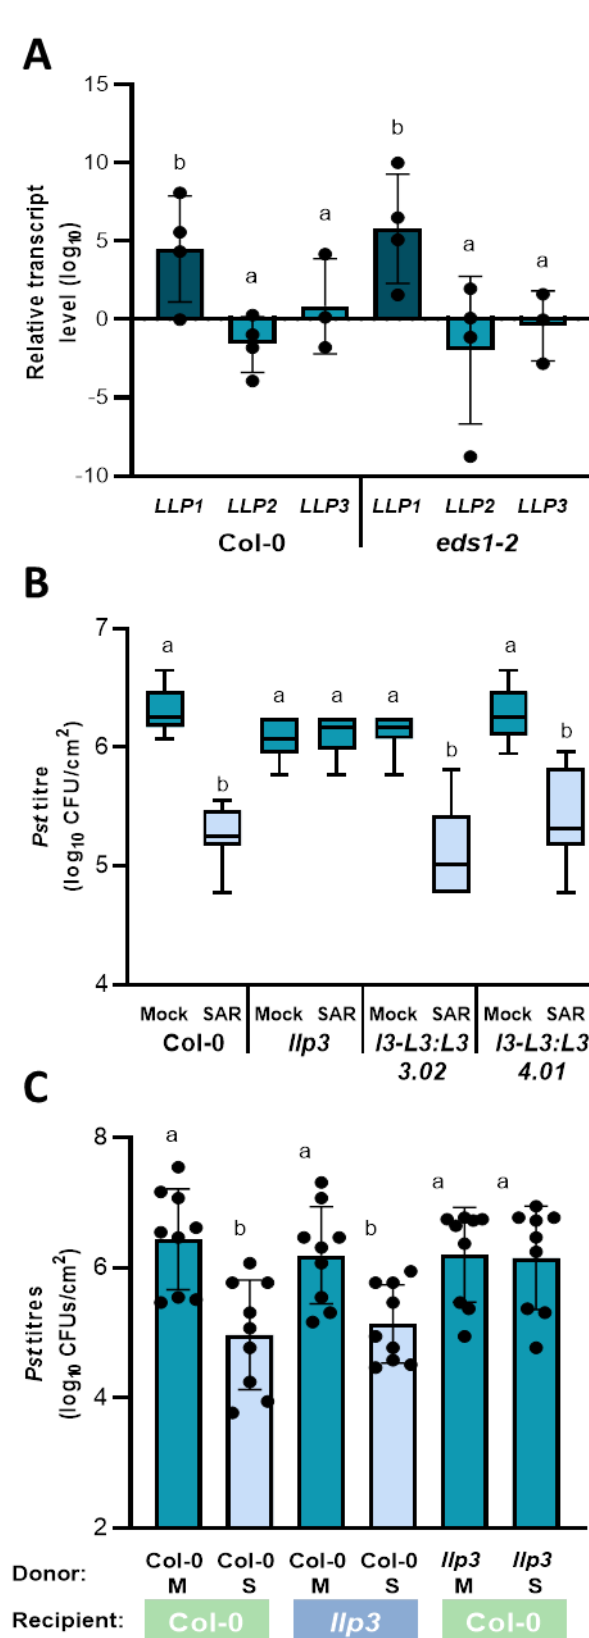 A
15
10
5
0
-5
-10
Relative transcript
level (log10)
b
a
a
b
a
a
LLP1 LLP2 LLP3 LLP1 LLP2 LLP3
Col-0 eds1-2
B
7
6
5
4
Pst titre
(log10 CFU/cm2)
a
b
a
a
a
b
a
b
Mock SAR Mock SAR Mock SAR Mock SAR
Col-0 llp3 l3-L3:L3 l3-L3:L3
3.02 4.01
C
8
6
4
2
Pst titres
(log10 CFUs/cm2)
a
b
a
b
a
a
Donor: Col-0 Col-0 Col-0 Col-0 llp3 llp3
M S M S M S
Recipient: Col-0 llp3 Col-0